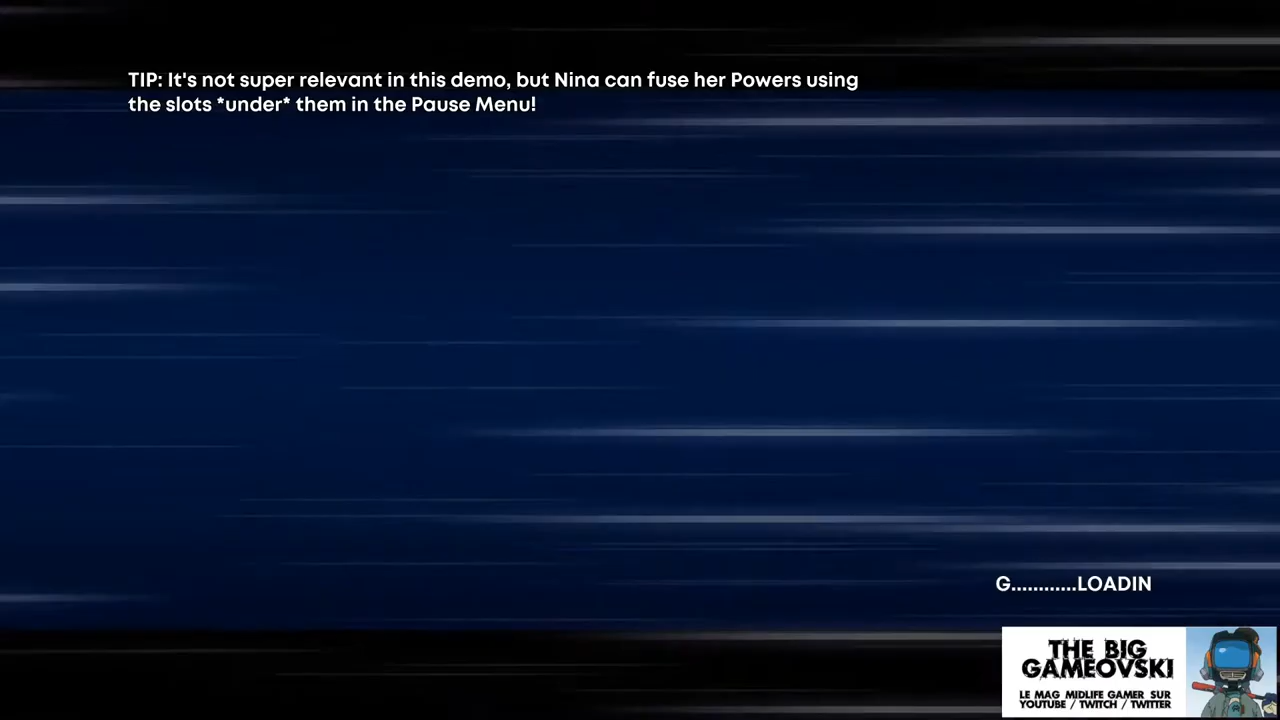 TIP: It's not super relevant in this demo, but Nina can fuse her Powers using
the slots *under* them in the Pause Menu!
G............LOADIN
THE BIG
GAMEOVSKI
LE MAG MIDLIFE GAMER SUR
YOUTUBE / TWITCH / TWITTER